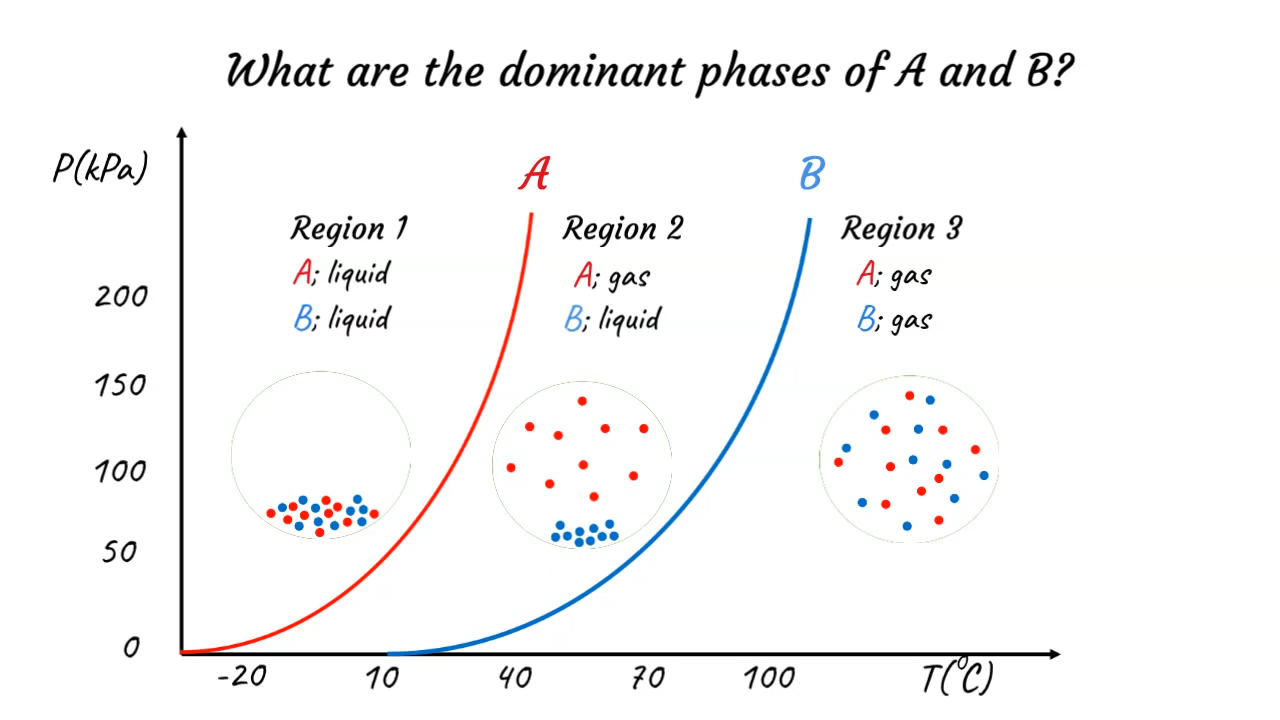 What are the dominant phases of A and B?
P(kPa)
A
B
Region 1
A; liquid
B; liquid
Region 2
A; gas
B; liquid
Region 3
A; gas
B; gas
200
150
100
50
0
-20 10 40 70 100 T(⁰C)